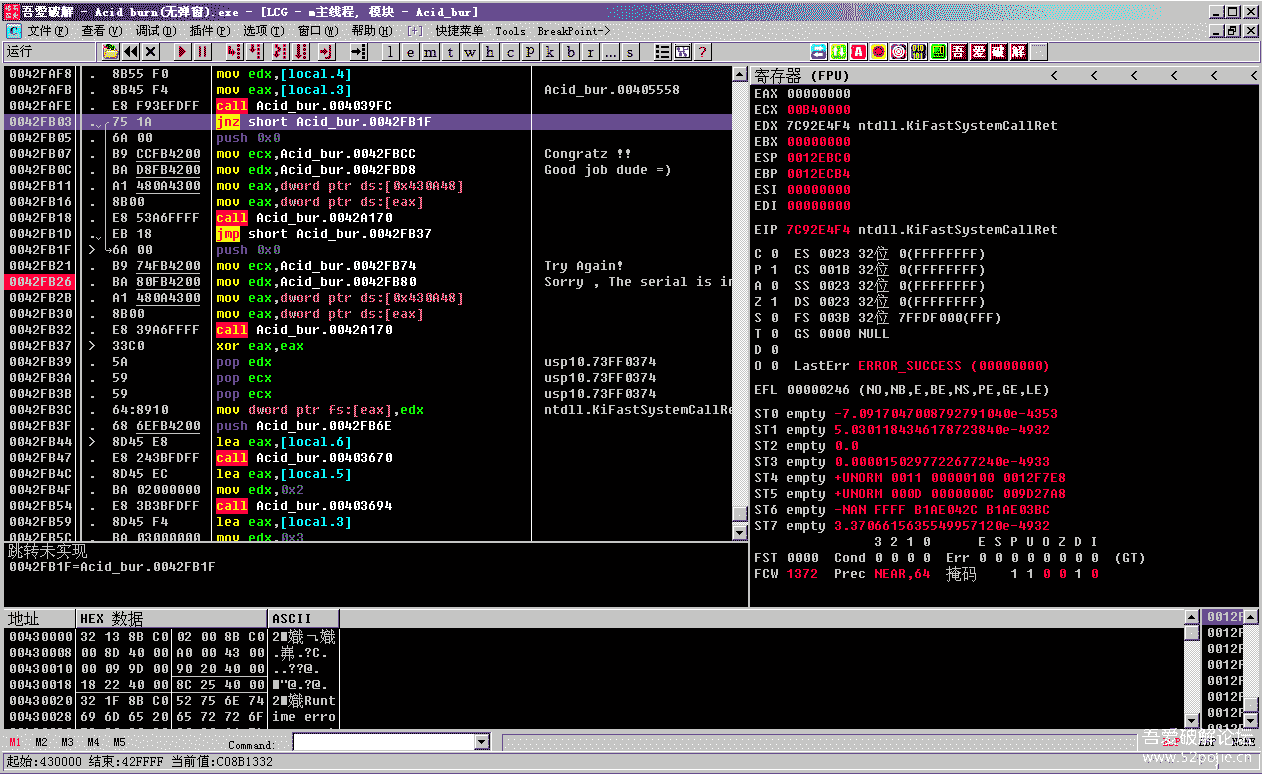 吾爱破解 - Acid burn(无弹窗).exe - [LCG - m主线程, 模块 - Acid_bur]
文件(F) 查看(V) 调试(D) 插件(P) 选项(T) 窗口(W) 帮助(H) [+] 快捷菜单 Tools BreakPoint->
运行 l e m t w h c p k b r ... s ? 吾 爱 破 解
0042FAF8 . 8B55 F0 mov edx,[local.4]
0042FAFB . 8B45 F4 mov eax,[local.3] Acid_bur.00405558
0042FAFE . E8 F93EFDFF call Acid_bur.004039FC
0042FB03 . 75 1A jnz short Acid_bur.0042FB1F
0042FB05 . 6A 00 push 0x0
0042FB07 . B9 CCFB4200 mov ecx,Acid_bur.0042FBCC Congratz !!
0042FB0C . BA D8FB4200 mov edx,Acid_bur.0042FBD8 Good job dude =)
0042FB11 . A1 480A4300 mov eax,dword ptr ds:[0x430A48]
0042FB16 . 8B00 mov eax,dword ptr ds:[eax]
0042FB18 . E8 53A6FFFF call Acid_bur.0042A170
0042FB1D . EB 18 jmp short Acid_bur.0042FB37
0042FB1F > 6A 00 push 0x0
0042FB21 . B9 74FB4200 mov ecx,Acid_bur.0042FB74 Try Again!
0042FB26 . BA 80FB4200 mov edx,Acid_bur.0042FB80 Sorry , The serial is in
0042FB2B . A1 480A4300 mov eax,dword ptr ds:[0x430A48]
0042FB30 . 8B00 mov eax,dword ptr ds:[eax]
0042FB32 . E8 39A6FFFF call Acid_bur.0042A170
0042FB37 > 33C0 xor eax,eax
0042FB39 . 5A pop edx usp10.73FF0374
0042FB3A . 59 pop ecx usp10.73FF0374
0042FB3B . 59 pop ecx usp10.73FF0374
0042FB3C . 64:8910 mov dword ptr fs:[eax],edx ntdll.KiFastSystemCallRe
0042FB3F . 68 6EFB4200 push Acid_bur.0042FB6E
0042FB44 > 8D45 E8 lea eax,[local.6]
0042FB47 . E8 243BFDFF call Acid_bur.00403670
0042FB4C . 8D45 EC lea eax,[local.5]
0042FB4F . BA 02000000 mov edx,0x2
0042FB54 . E8 3B3BFDFF call Acid_bur.00403694
0042FB59 . 8D45 F4 lea eax,[local.3]
0042FB5C . BA 03000000 mov edx,0x3
跳转未实现
0042FB1F=Acid_bur.0042FB1F
寄存器 (FPU) < < < < < <
EAX 00000000
ECX 00B40000
EDX 7C92E4F4 ntdll.KiFastSystemCallRet
EBX 00000000
ESP 0012EBC0
EBP 0012ECB4
ESI 00000000
EDI 00000000
EIP 7C92E4F4 ntdll.KiFastSystemCallRet
C 0 ES 0023 32位 0(FFFFFFFF)
P 1 CS 001B 32位 0(FFFFFFFF)
A 0 SS 0023 32位 0(FFFFFFFF)
Z 1 DS 0023 32位 0(FFFFFFFF)
S 0 FS 003B 32位 7FFDF000(FFF)
T 0 GS 0000 NULL
D 0
O 0 LastErr ERROR_SUCCESS (00000000)
EFL 00000246 (NO,NB,E,BE,NS,PE,GE,LE)
ST0 empty -7.0917047008792791040e-4353
ST1 empty 5.0301184346178723840e-4932
ST2 empty 0.0
ST3 empty 0.0000150297722677240e-4933
ST4 empty +UNORM 0011 00000100 0012F7E8
ST5 empty +UNORM 000D 0000000C 009D27A8
ST6 empty -NAN FFFF B1AE042C B1AE03BC
ST7 empty 3.3706615635549957120e-4932
3 2 1 0 E S P U O Z D I
FST 0000 Cond 0 0 0 0 Err 0 0 0 0 0 0 0 0 (GT)
FCW 1372 Prec NEAR,64 掩码 1 1 0 0 1 0
地址 HEX 数据 ASCII
00430000 32 13 8B C0 02 00 8B C0
00430008 00 8D 40 00 A0 00 43 00
00430010 00 09 9D 00 90 20 40 00 ..??@.
00430018 18 22 40 00 8C 25 40 00
00430020 32 1F 8B C0 52 75 6E 74 Runt
00430028 69 6D 65 20 65 72 72 6F ime erro
0012F
0012F
0012F
0012F
0012F
0012F
0012F
M1 M2 M3 M4 M5 Command: ESP EBP NONE
起始:430000 结束:42FFFF 当前值:C08B1332
吾爱破解论坛
www.52pojie.cn